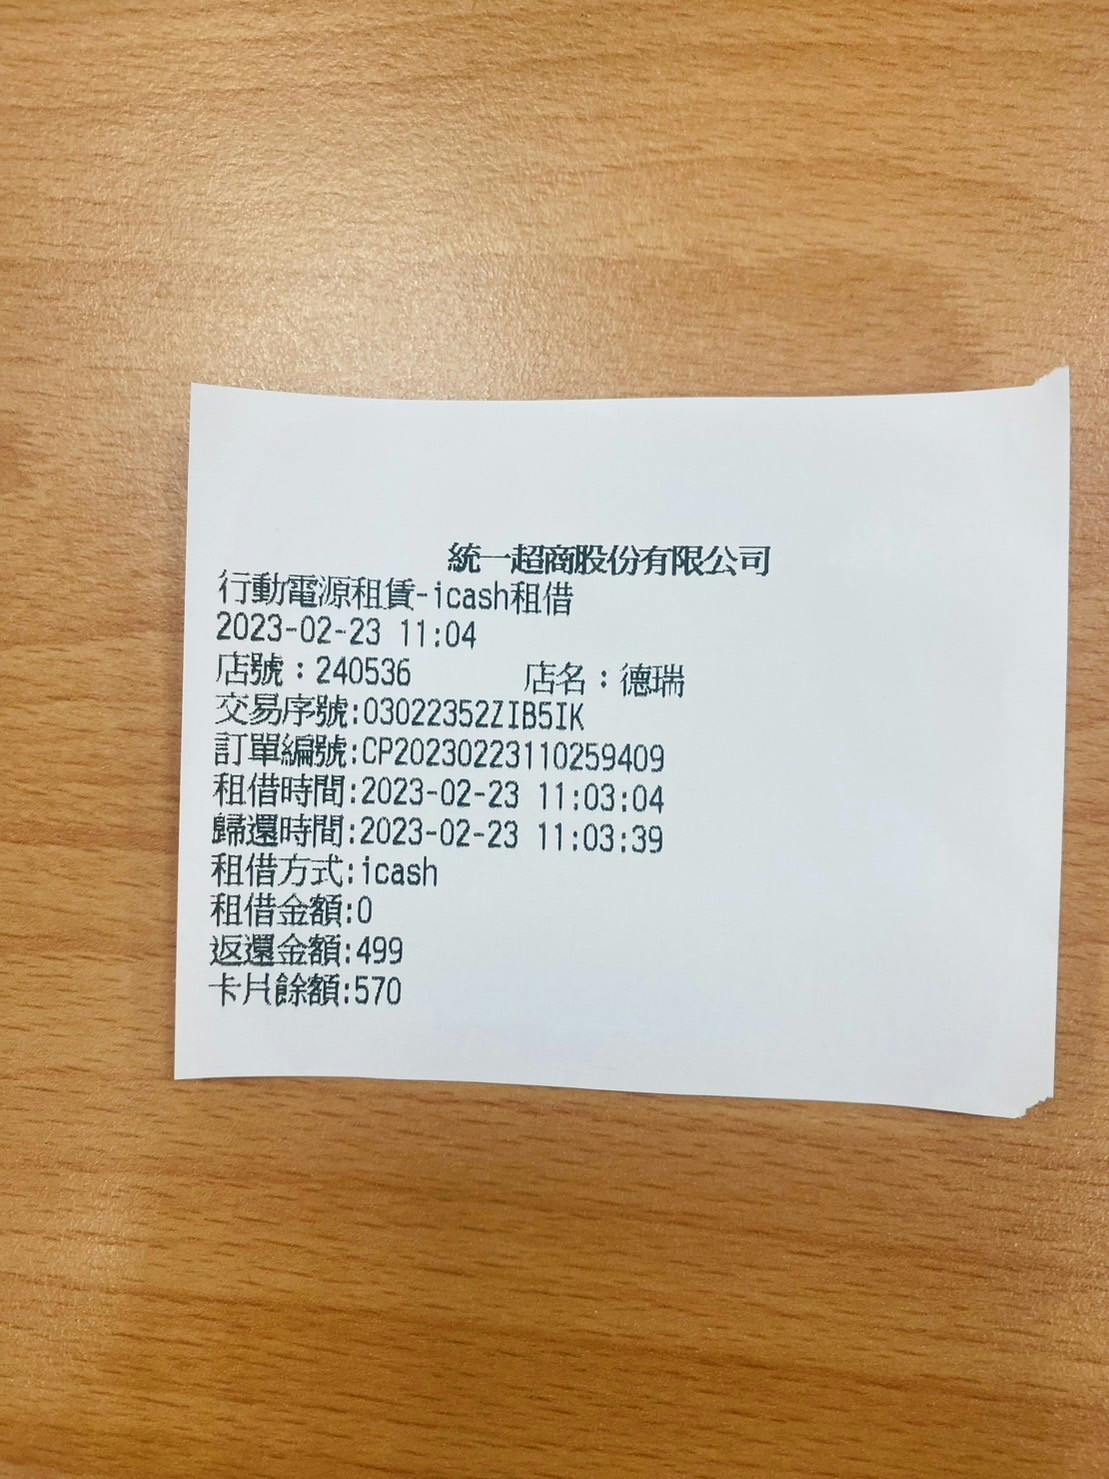 統一超商股份有限公司
行動電源租賃-icash租借
2023-02-23 11:04
店號：240536 店名：德瑞
交易序號:03022352ZIB5IK
訂單編號:CP20230223110259409
租借時間:2023-02-23 11:03:04
歸還時間:2023-02-23 11:03:39
租借方式:icash
租借金額:0
返還金額:499
卡片餘額:570